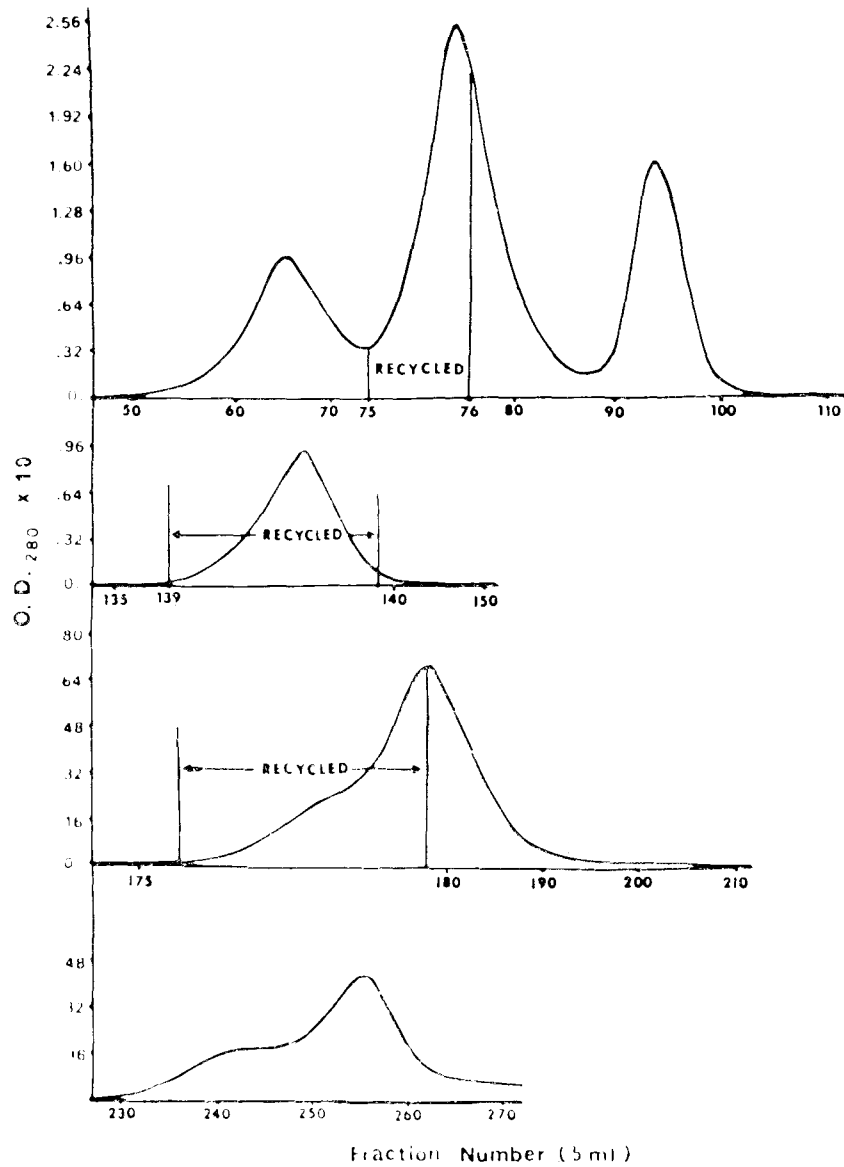 2.56
2.24
1.92
1.60
1.28
.96
.64
.32
0.
RECYCLED
50 60 70 75 76 80 90 100 110
.96
.64
.32
0.
RECYCLED
135 139 140 150
80
64
48
32
16
0
RECYCLED
175 180 190 200 210
48
32
16
230 240 250 260 270
O. D. 280 x 10
Fraction Number (5 ml)